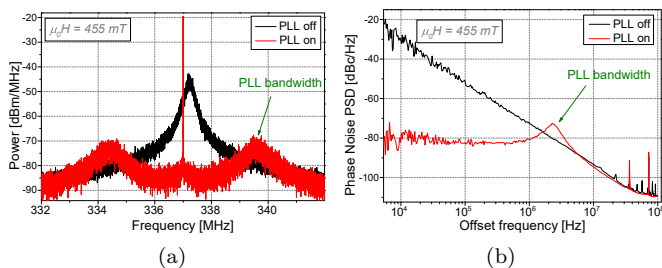 μ₀H = 455 mT
PLL off
PLL on
PLL bandwidth
Power [dBm/MHz]
-20
-30
-40
-50
-60
-70
-80
-90
332
334
336
338
340
Frequency [MHz]
(a)
μ₀H = 455 mT
PLL off
PLL on
PLL bandwidth
Phase Noise PSD [dBc/Hz]
-20
-40
-60
-80
-100
10⁴
10⁵
10⁶
10⁷
10⁸
Offset frequency [Hz]
(b)